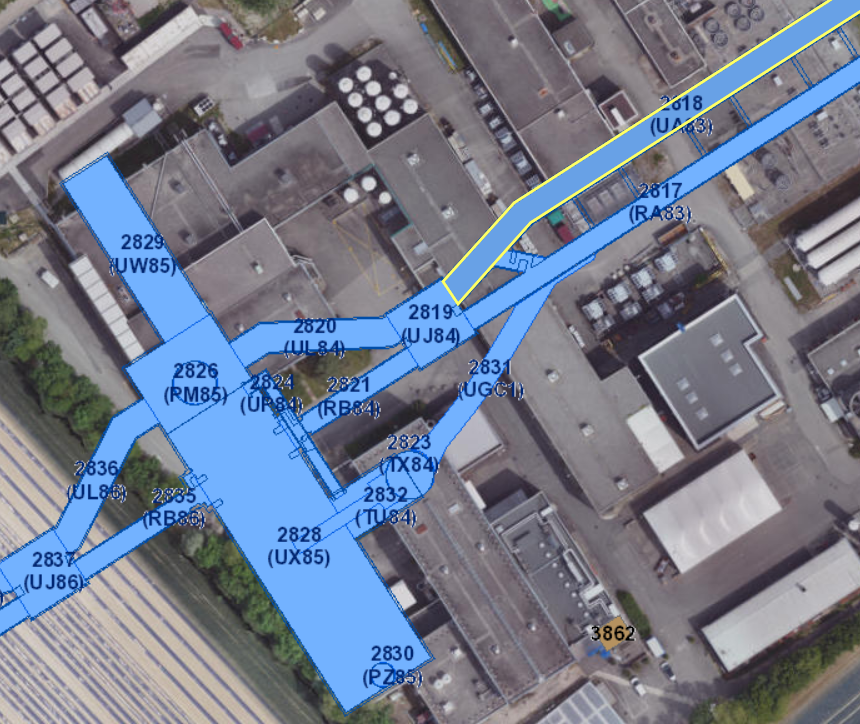 2818
(UA83)
2817
(RA83)
2829
(UW85)
2819
(UJ84)
2820
(UL84)
2826
(PM85)
2824
(UP84)
2821
(RB84)
2831
(UGC1)
2823
(TX84)
2836
(UL86)
2835
(RB86)
2832
(TU84)
2828
(UX85)
2837
(UJ86)
3862
2830
(PZ85)
)